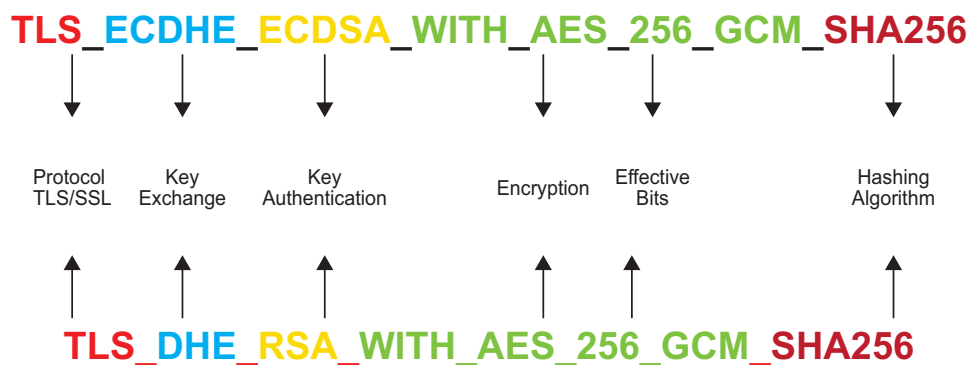 TLS_ECDHE_ECDSA_WITH_AES_256_GCM_SHA256
Protocol
TLS/SSL
Key
Exchange
Key
Authentication
Encryption
Effective
Bits
Hashing
Algorithm
TLS_DHE_RSA_WITH_AES_256_GCM_SHA256